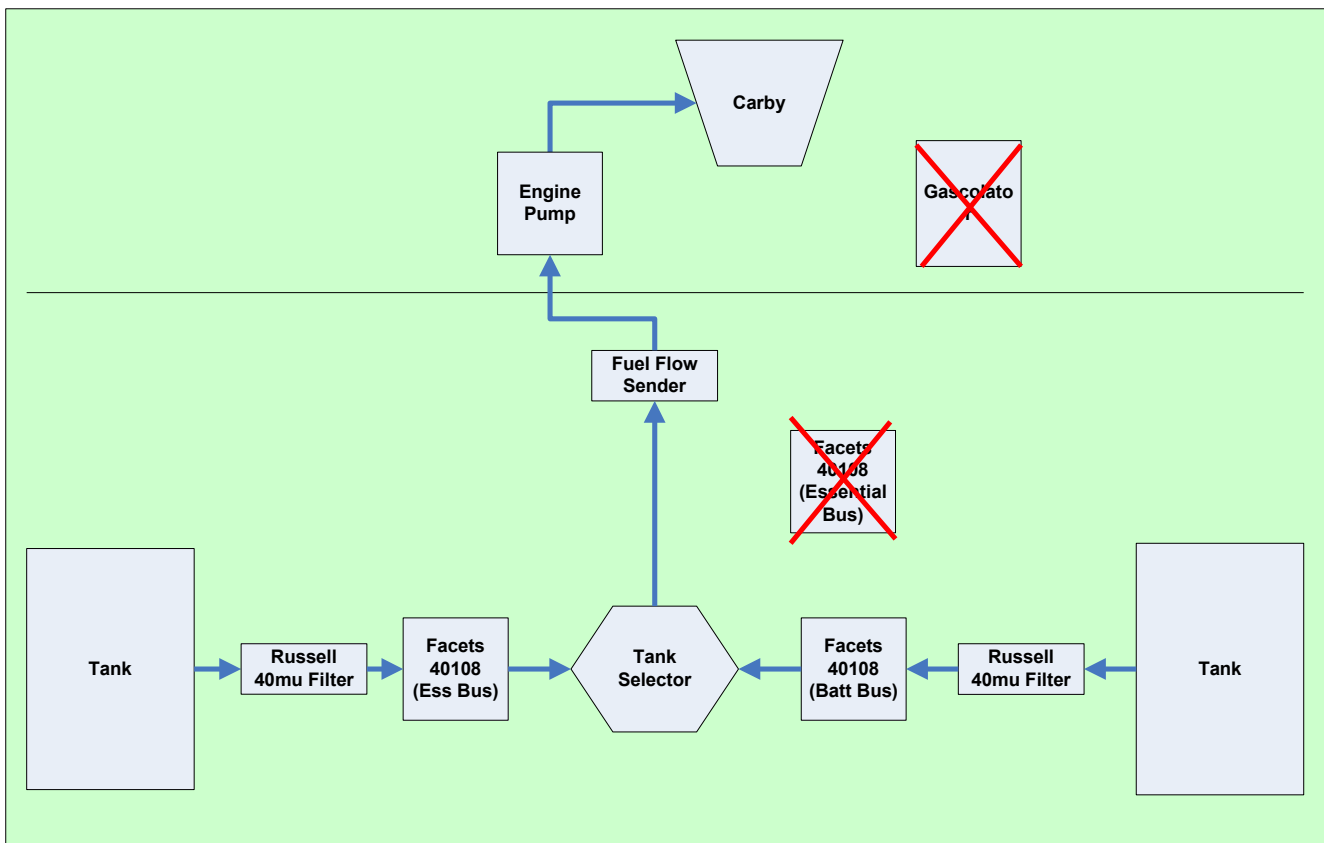 Carby
Engine
Pump
Gascolato
r
Fuel Flow
Sender
Facets
40108
(Essential
Bus)
Tank
Russell
40mu Filter
Facets
40108
(Ess Bus)
Tank
Selector
Facets
40108
(Batt Bus)
Russell
40mu Filter
Tank